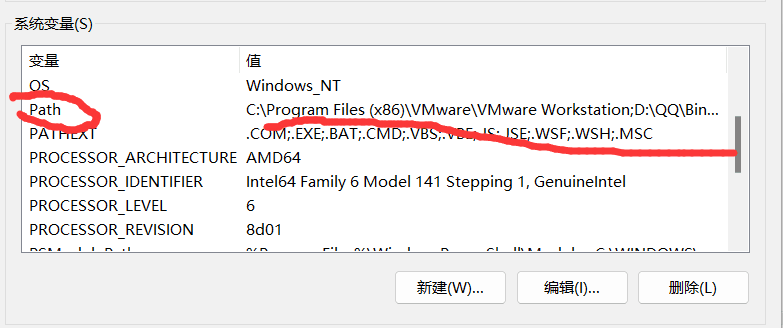 系统变量(S)
变量 值
OS Windows_NT
Path C:\Program Files (x86)\VMware\VMware Workstation;D:\QQ\Bin...
PATHEXT .COM;.EXE;.BAT;.CMD;.VBS;.VBE;.JS;.JSE;.WSF;.WSH;.MSC
PROCESSOR_ARCHITECTURE AMD64
PROCESSOR_IDENTIFIER Intel64 Family 6 Model 141 Stepping 1, GenuineIntel
PROCESSOR_LEVEL 6
PROCESSOR_REVISION 8d01
新建(W)... 编辑(I)... 删除(L)